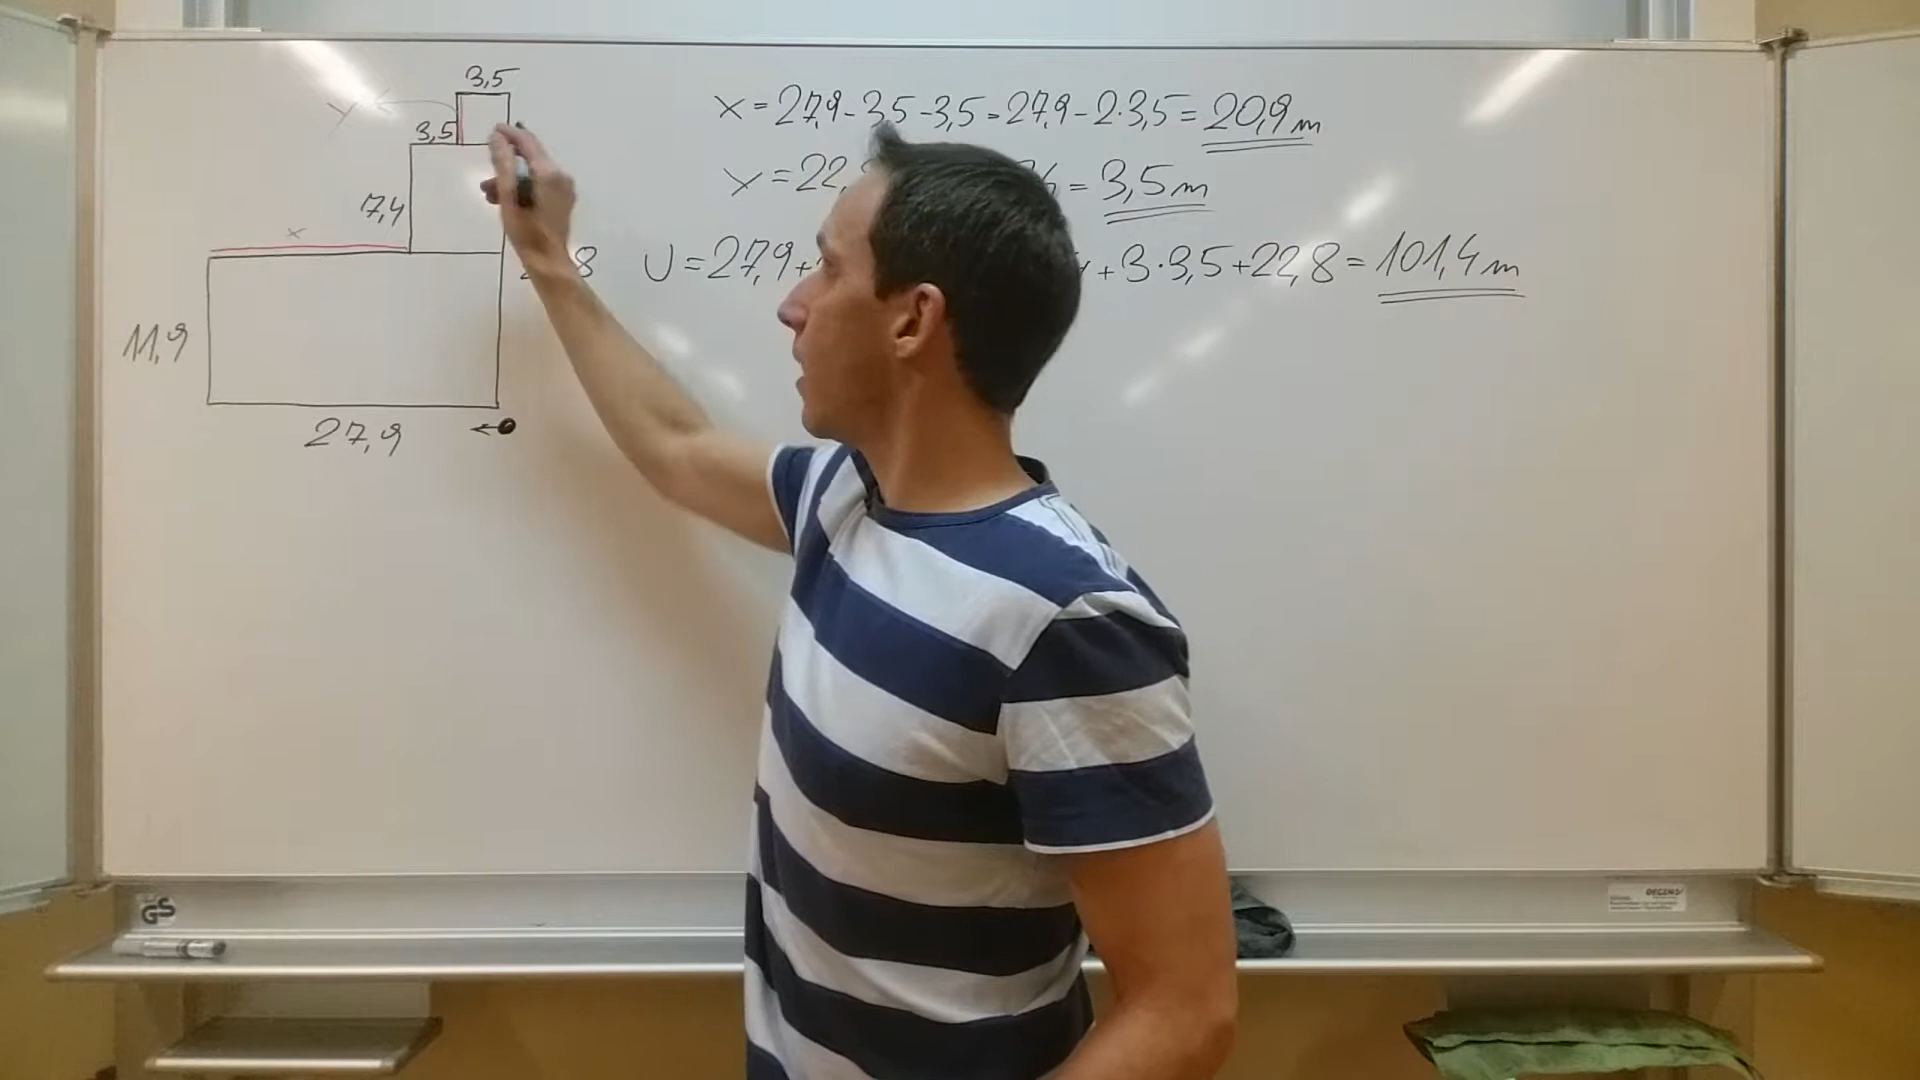 3,5
3,5
y
7,4
x
11,9
27,9
8
x = 27,9 - 3,5 - 3,5 = 27,9 - 2·3,5 = 20,9 m
y = 22, = 3,5 m
U = 27,9 + + 3·3,5 + 22,8 = 101,4 m
GS